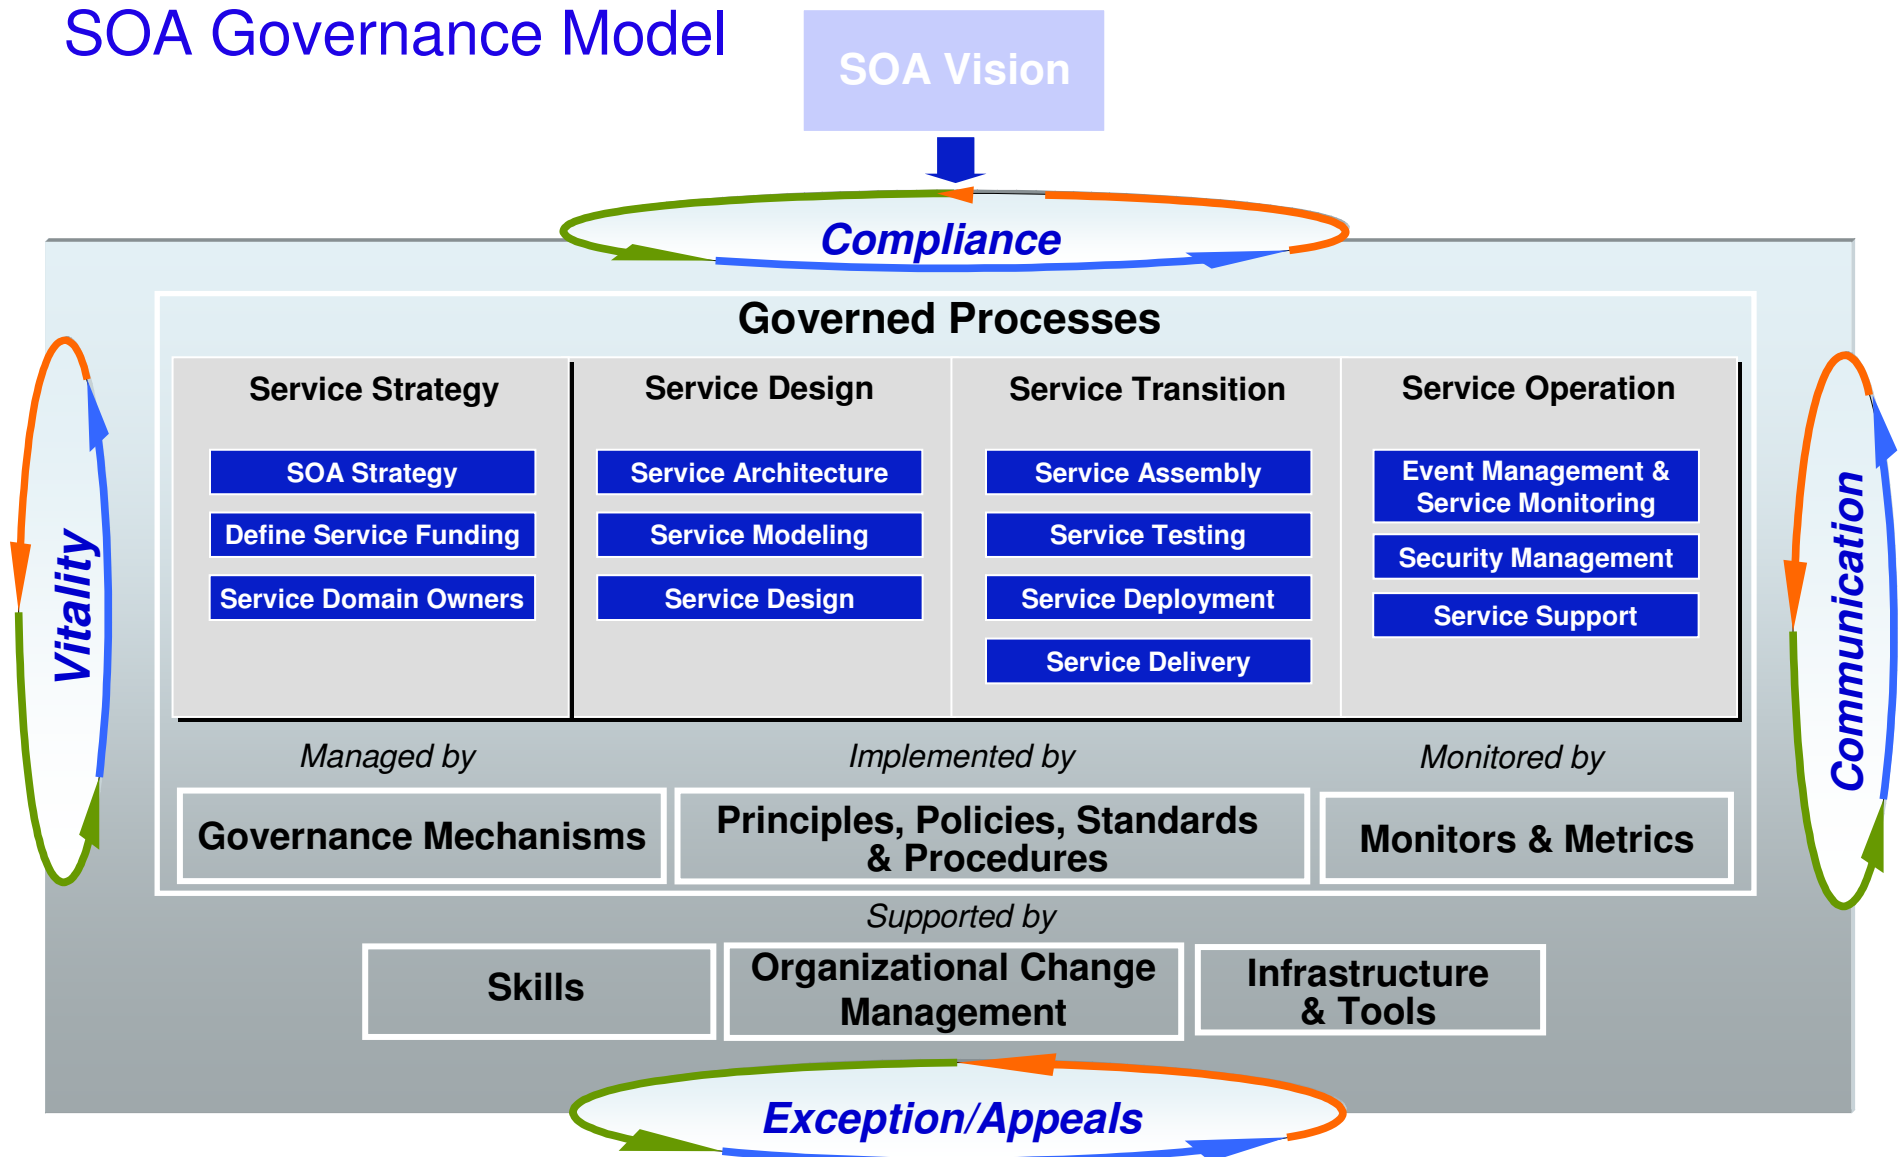 SOA Governance Model
SOA Vision
Compliance
Governed Processes
Service Strategy
SOA Strategy
Define Service Funding
Service Domain Owners
Service Design
Service Architecture
Service Modeling
Service Design
Service Transition
Service Assembly
Service Testing
Service Deployment
Service Delivery
Service Operation
Event Management &
Service Monitoring
Security Management
Service Support
Vitality
Communication
Managed by
Implemented by
Monitored by
Governance Mechanisms
Principles, Policies, Standards
& Procedures
Monitors & Metrics
Supported by
Skills
Organizational Change
Management
Infrastructure
& Tools
Exception/Appeals